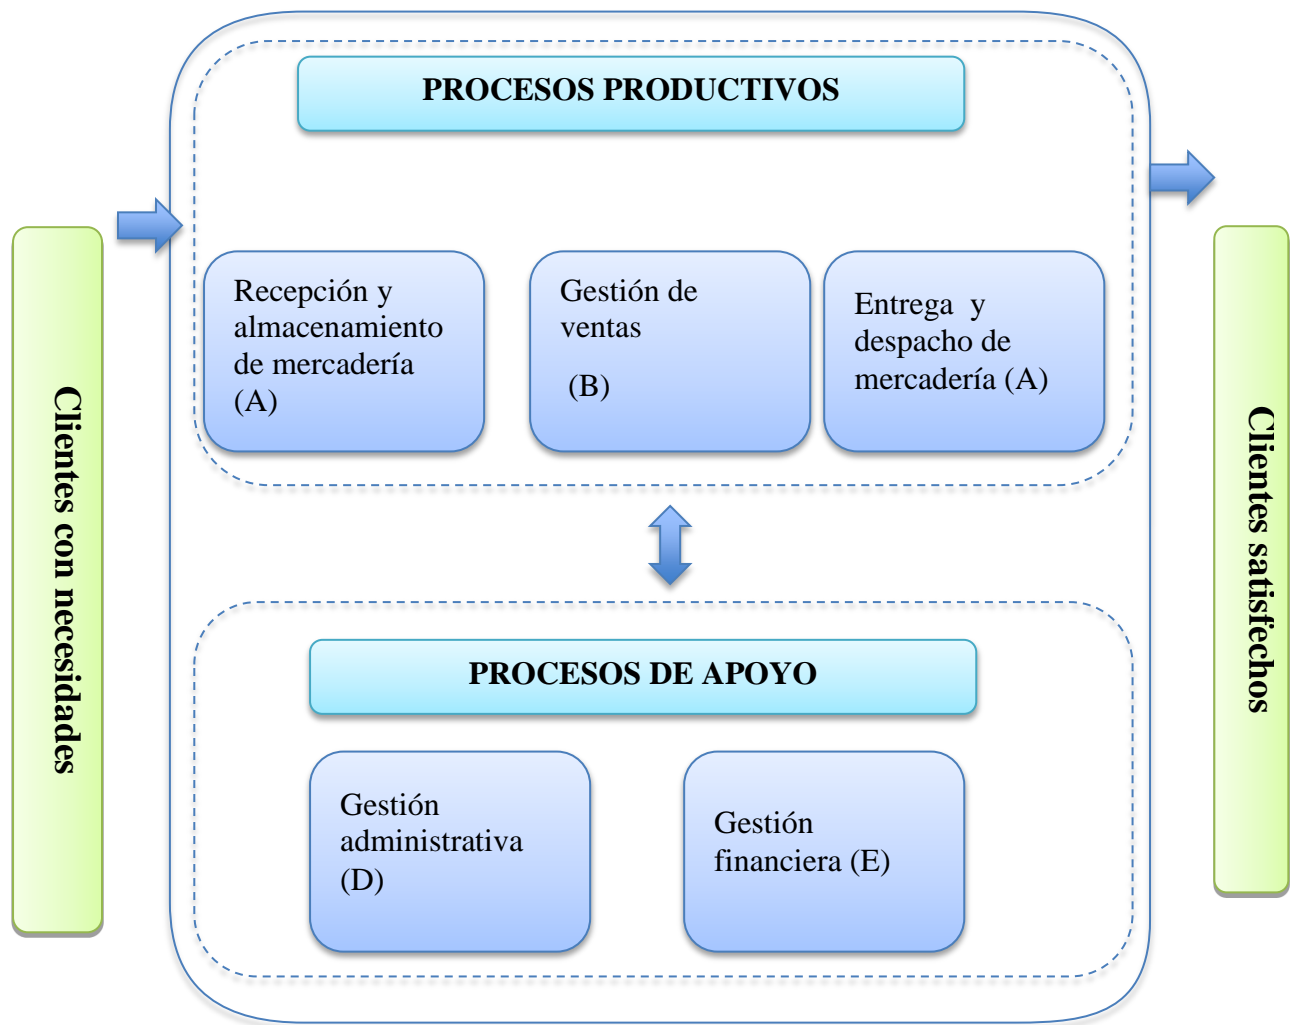 PROCESOS PRODUCTIVOS
Clientes con necesidades
Recepción y
almacenamiento
de mercadería
(A)
Gestión de
ventas
(B)
Entrega y
despacho de
mercadería (A)
Clientes satisfechos
PROCESOS DE APOYO
Gestión
administrativa
(D)
Gestión
financiera (E)